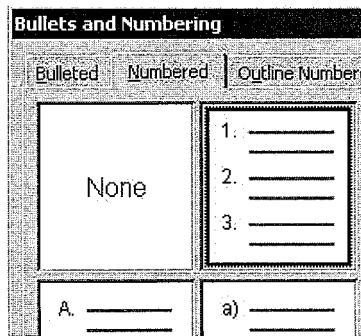 Bullets and Numbering
Bulleted Numbered Outline Number
None
1.
2.
3.
A. a)